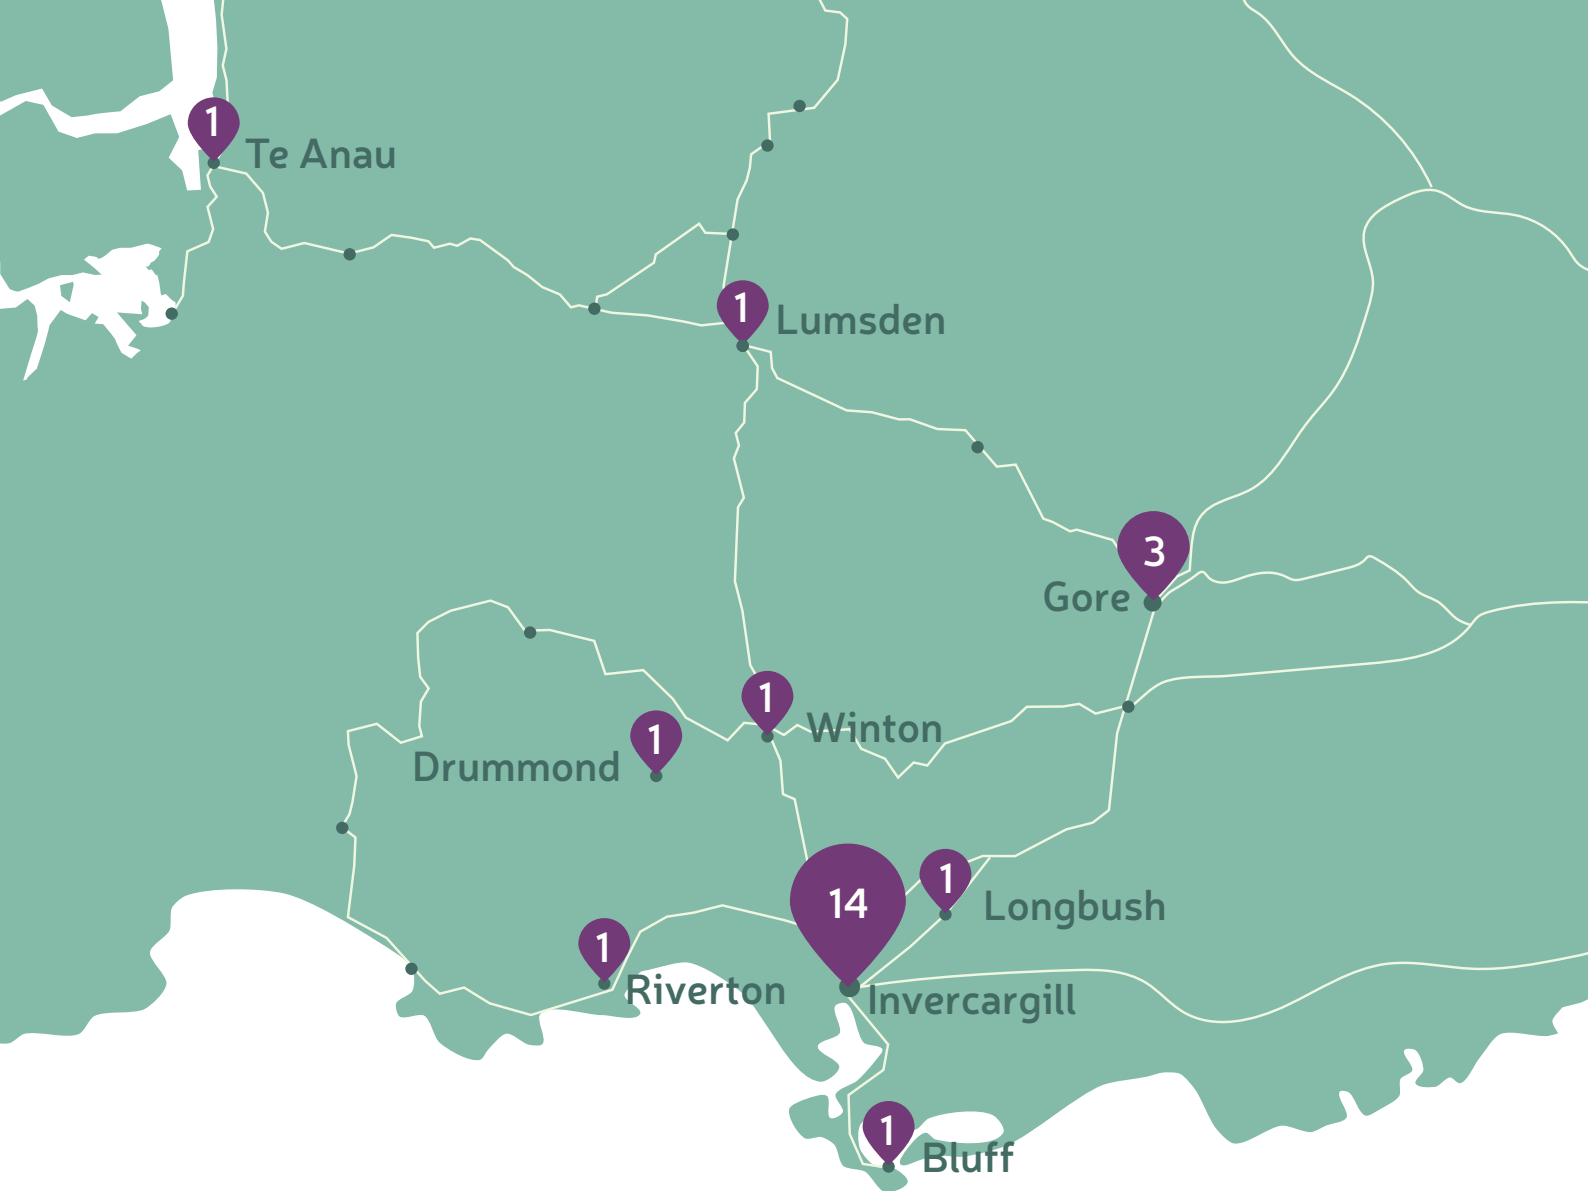 1
Te Anau
1
Lumsden
3
Gore
1
Winton
1
Drummond
14
1
Longbush
1
Riverton
Invercargill
1
Bluff